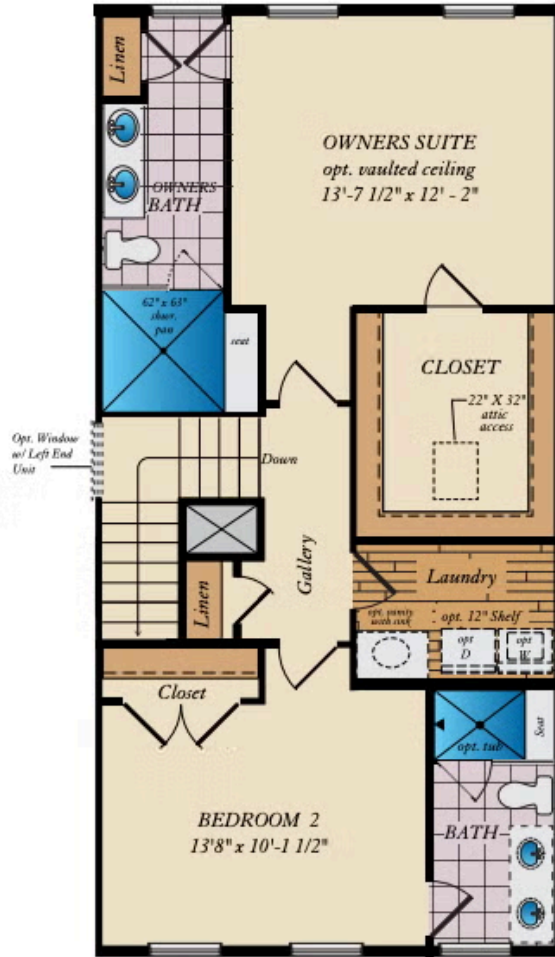 Linen
OWNERS SUITE
opt. vaulted ceiling
13'-7 1/2" x 12' - 2"
OWNERS
BATH
62" x 63"
shwr.
pan
seat
CLOSET
22" X 32"
attic
access
Opt. Window
w/ Left End
Unit
Down
Gallery
Linen
Laundry
opt. vanity
with sink
opt. 12" Shelf
opt
D
opt
W
Closet
opt. tub
Seat
BEDROOM 2
13'8" x 10'-1 1/2"
BATH